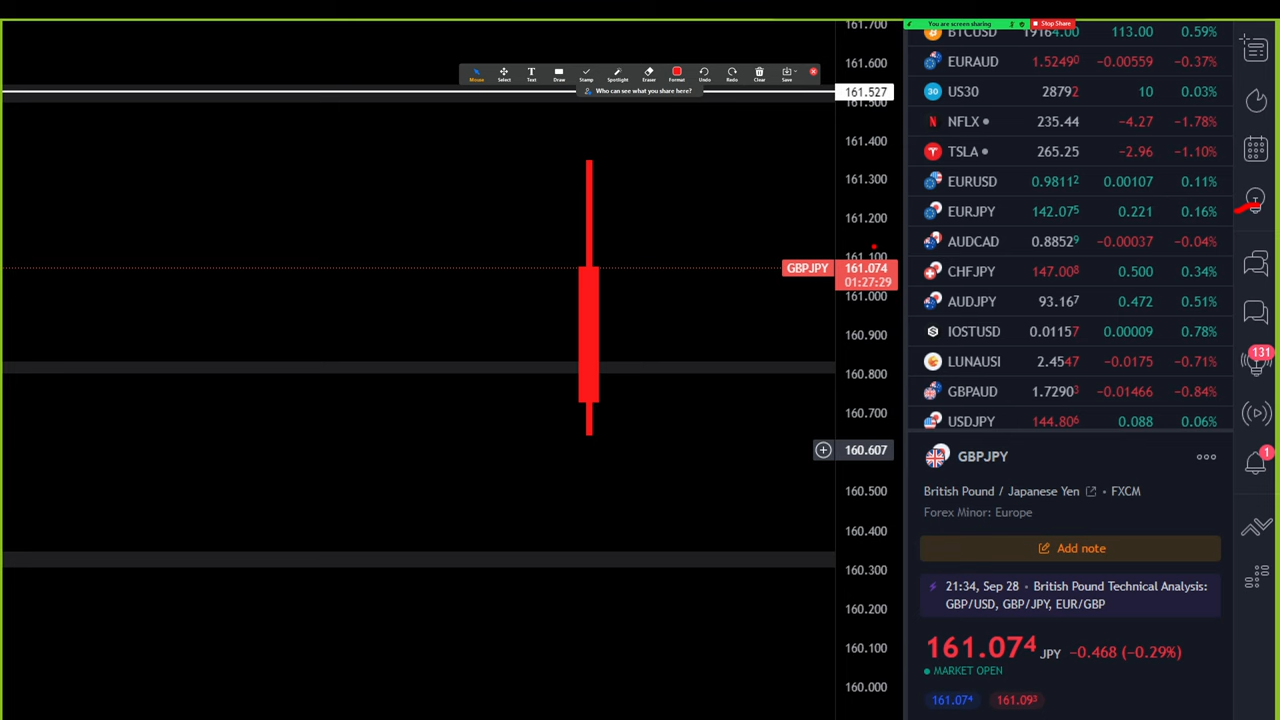 161.700
You are screen sharing
Stop Share
BTCUSD 19164.00 113.00 0.59%
161.600
EURAUD 1.52490 −0.00559 −0.37%
Mouse Select Text Draw Stamp Spotlight Eraser Format Undo Redo Clear Save
Who can see what you share here?
161.527
US30 28792 10 0.03%
161.500
NFLX 235.44 −4.27 −1.78%
161.400
TSLA 265.25 −2.96 −1.10%
161.300
EURUSD 0.98112 0.00107 0.11%
161.200
EURJPY 142.075 0.221 0.16%
AUDCAD 0.88529 −0.00037 −0.04%
161.100
GBPJPY 161.074
01:27:29
CHFJPY 147.008 0.500 0.34%
161.000
AUDJPY 93.167 0.472 0.51%
160.900
IOSTUSD 0.01157 0.00009 0.78%
LUNAUSI 2.4547 −0.0175 −0.71%
131
160.800
GBPAUD 1.72903 −0.01466 −0.84%
160.700
USDJPY 144.806 0.088 0.06%
160.607
GBPJPY
1
160.500
British Pound / Japanese Yen • FXCM
Forex Minor: Europe
160.400
Add note
160.300
21:34, Sep 28 • British Pound Technical Analysis:
GBP/USD, GBP/JPY, EUR/GBP
160.200
160.100
161.074 JPY −0.468 (−0.29%)
MARKET OPEN
160.000
161.074 161.093